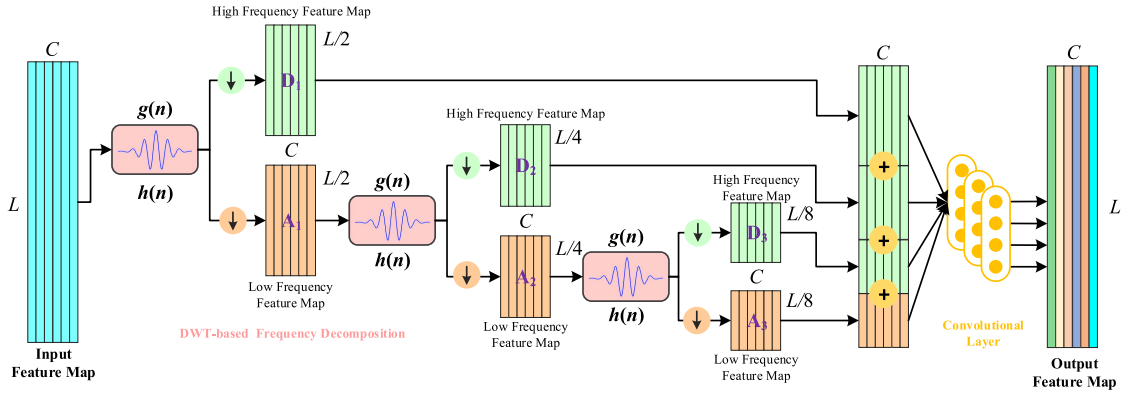 High Frequency Feature Map
C
L/2
D₁
g(n)
h(n)
L
Input
Feature Map
C
L/2
A₁
Low Frequency
Feature Map
DWT-based Frequency Decomposition
g(n)
h(n)
High Frequency Feature Map
L/4
D₂
C
L/4
A₂
Low Frequency
Feature Map
g(n)
h(n)
High Frequency
Feature Map
L/8
D₃
C
L/8
A₃
Low Frequency
Feature Map
C
+
+
+
Convolutional
Layer
C
L
Output
Feature Map